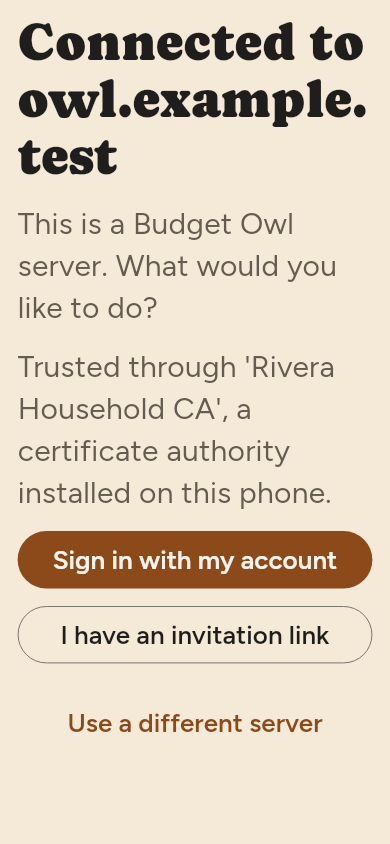 Connected to
owl.example.
test
This is a Budget Owl
server. What would you
like to do?
Trusted through 'Rivera
Household CA', a
certificate authority
installed on this phone.
Sign in with my account
I have an invitation link
Use a different server